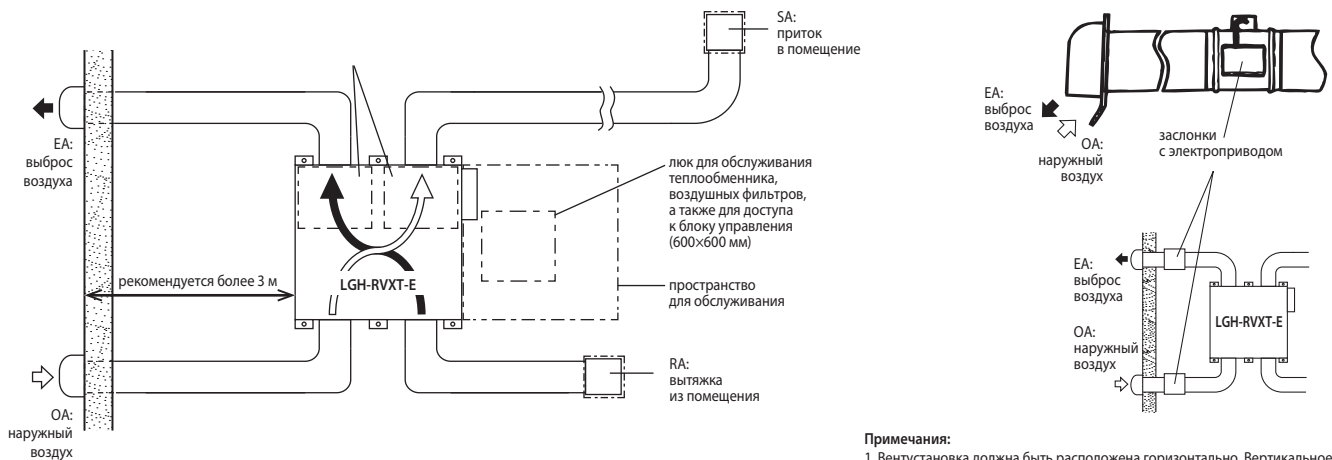 SA:
приток
в помещение
EA:
выброс
воздуха
люк для обслуживания
теплообменника,
воздушных фильтров,
а также для доступа
к блоку управления
(600×600 мм)
рекомендуется более 3 м
LGH-RVXT-E
пространство
для обслуживания
RA:
вытяжка
из помещения
OA:
наружный
воздух
EA:
выброс
воздуха
OA:
наружный
воздух
заслонки
с электроприводом
EA:
выброс
воздуха
LGH-RVXT-E
OA:
наружный
воздух
Примечания:
1. Вентустановка должна быть расположена горизонтально. Вертикальное